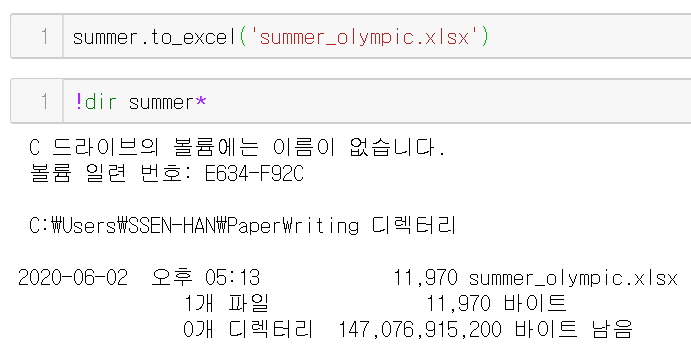 1 summer.to_excel('summer_olympic.xlsx')
1 !dir summer*
C 드라이브의 볼륨에는 이름이 없습니다.
볼륨 일련 번호: E634-F92C
C:₩Users₩SSEN-HAN₩PaperWriting 디렉터리
2020-06-02 오후 05:13 11,970 summer_olympic.xlsx
1개 파일 11,970 바이트
0개 디렉터리 147,076,915,200 바이트 남음